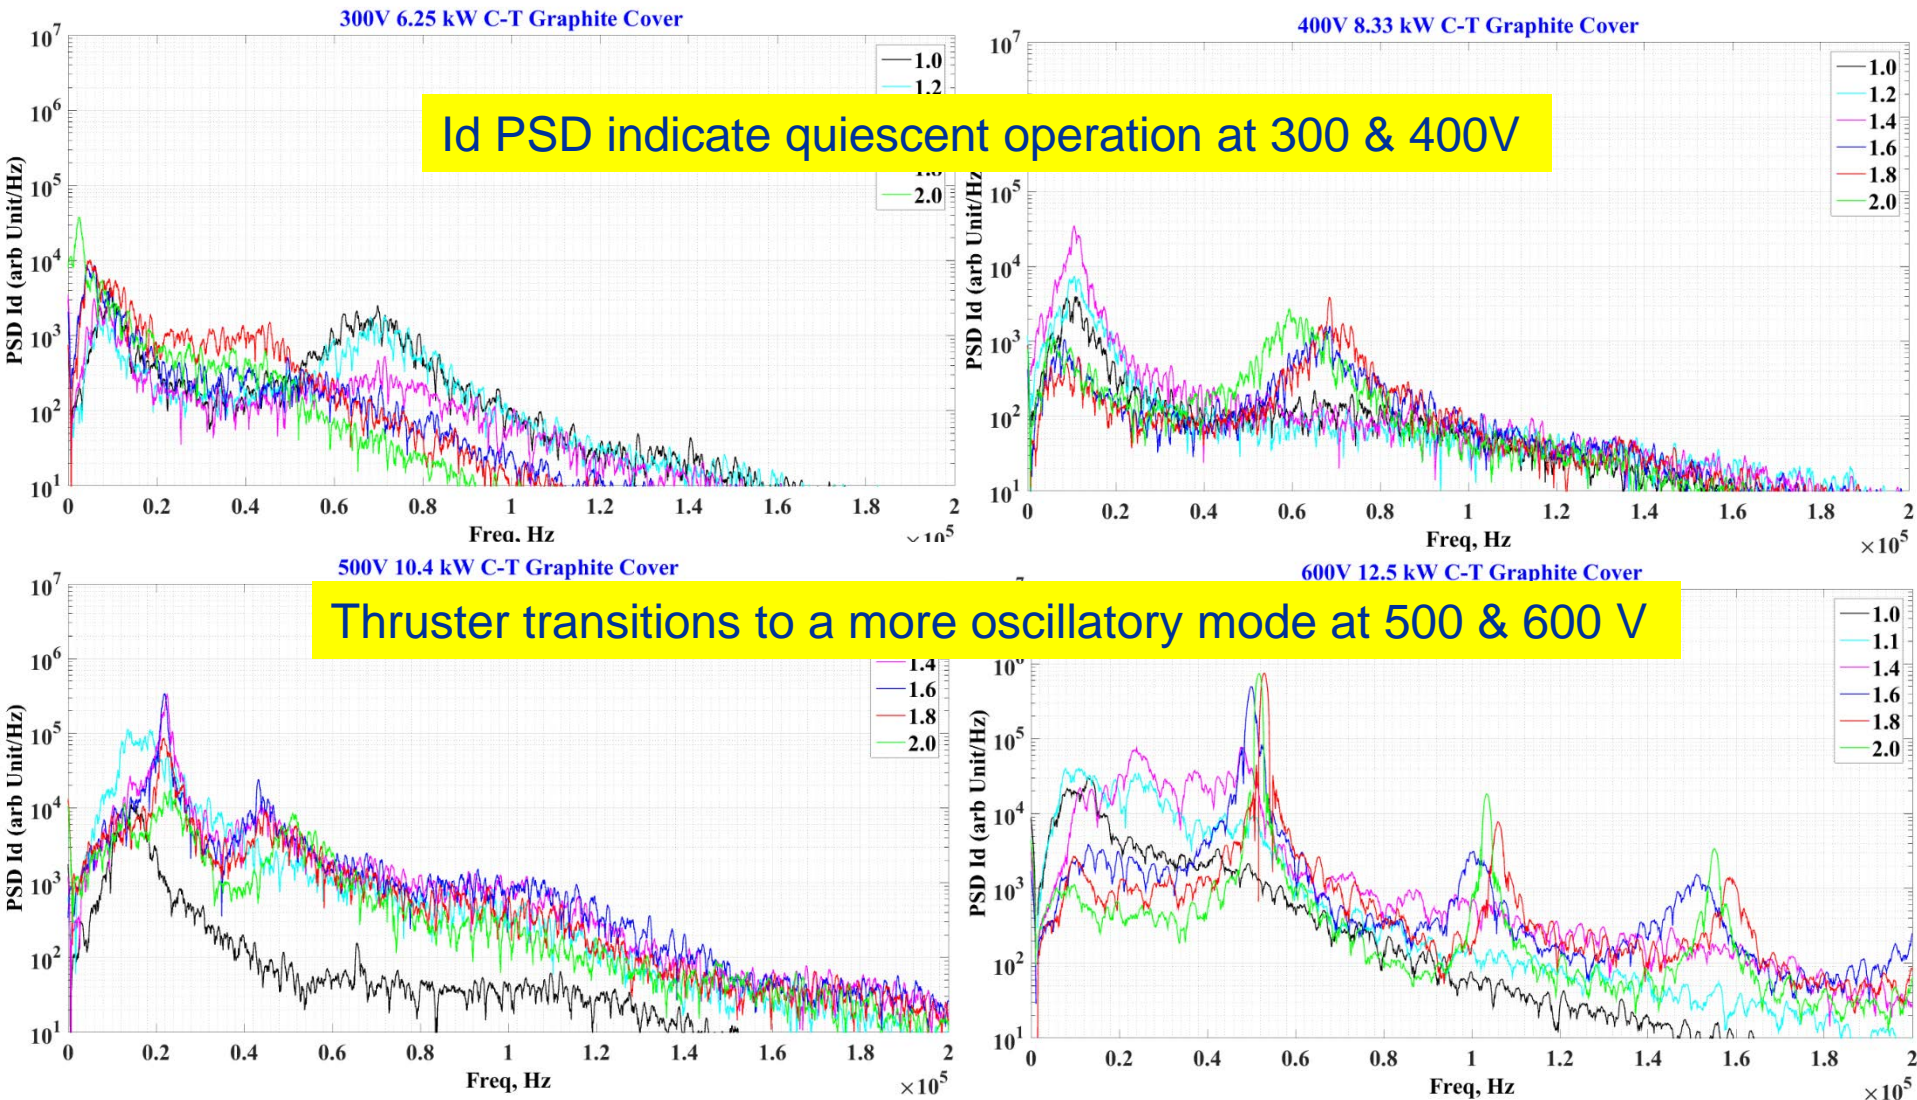 300V 6.25 kW C-T Graphite Cover
400V 8.33 kW C-T Graphite Cover
Id PSD indicate quiescent operation at 300 & 400V
PSD Id (arb Unit/Hz)
10^7
10^6
10^5
10^4
10^3
10^2
10^1
0 0.2 0.4 0.6 0.8 1 1.2 1.4 1.6 1.8 2
×10^5
Freq, Hz
1.0
1.2
2.0
PSD Id (arb Unit/Hz)
10^7
10^5
10^4
10^3
10^2
10^1
0 0.2 0.4 0.6 0.8 1 1.2 1.4 1.6 1.8 2
×10^5
Freq, Hz
1.0
1.2
1.4
1.6
1.8
2.0
500V 10.4 kW C-T Graphite Cover
600V 12.5 kW C-T Graphite Cover
Thruster transitions to a more oscillatory mode at 500 & 600 V
PSD Id (arb Unit/Hz)
10^7
10^6
10^5
10^4
10^3
10^2
10^1
0 0.2 0.4 0.6 0.8 1 1.2 1.4 1.6 1.8 2
×10^5
Freq, Hz
1.4
1.6
1.8
2.0
PSD Id (arb Unit/Hz)
10^6
10^5
10^4
10^3
10^2
10^1
0 0.2 0.4 0.6 0.8 1 1.2 1.4 1.6 1.8 2
×10^5
Freq, Hz
1.0
1.1
1.4
1.6
1.8
2.0